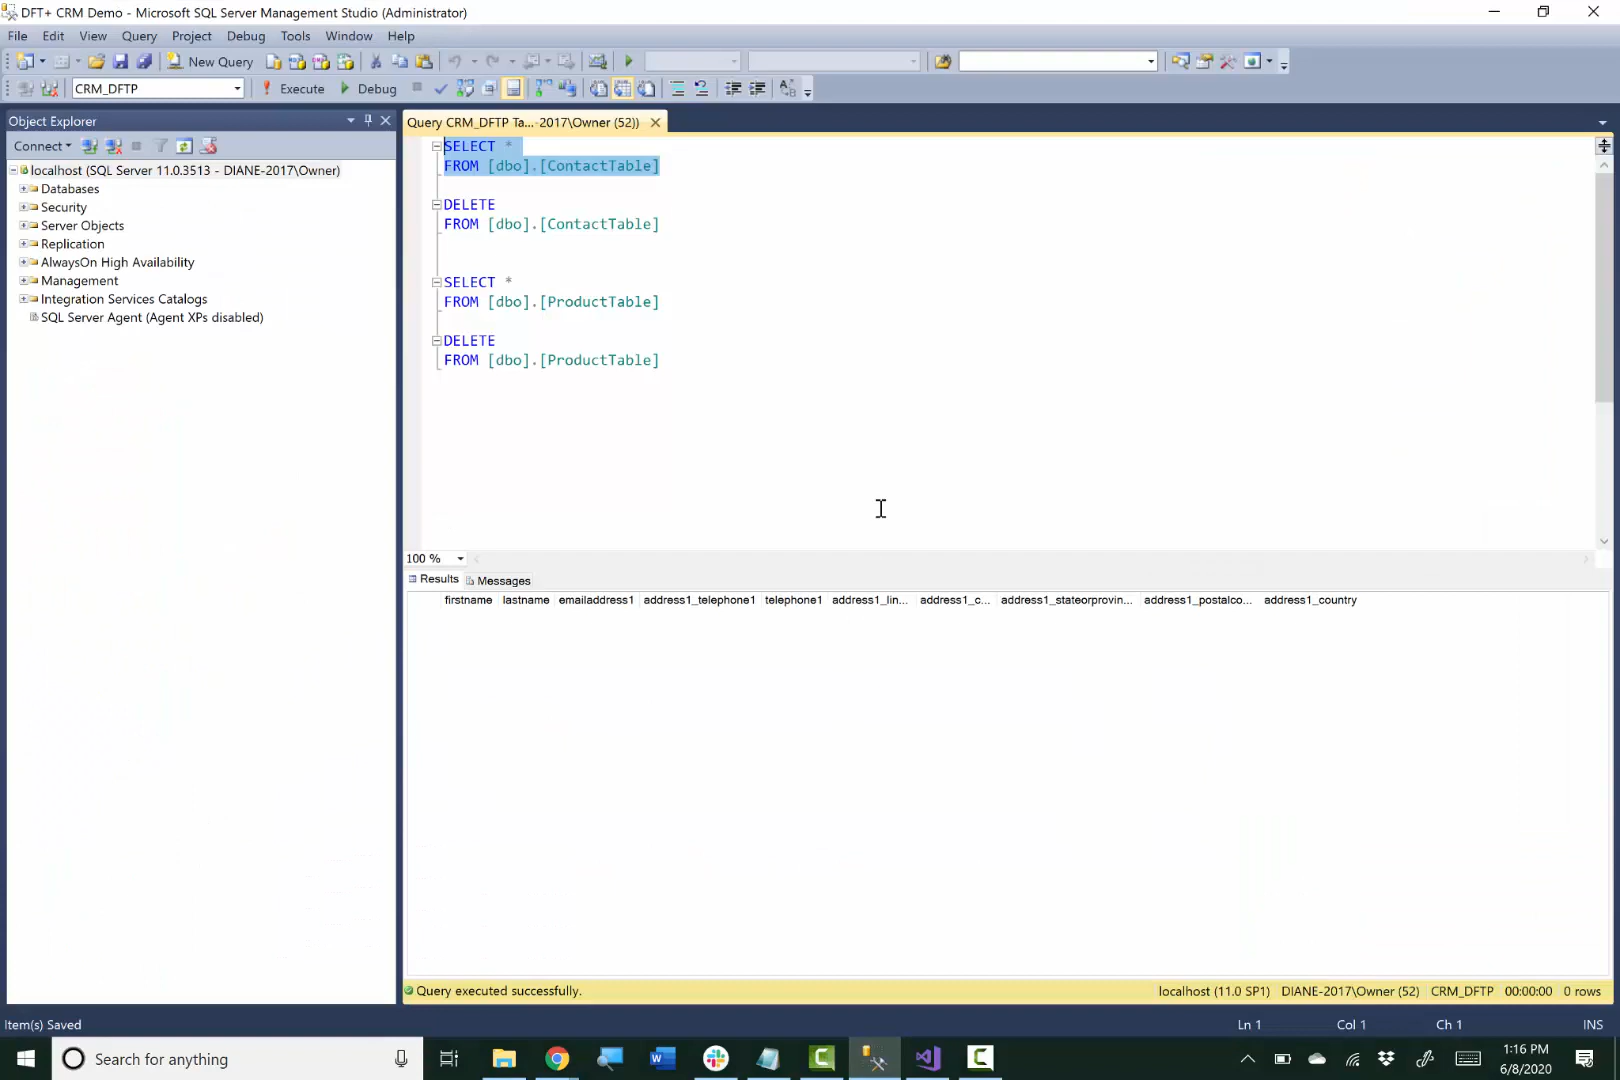 DFT+ CRM Demo - Microsoft SQL Server Management Studio (Administrator)
File Edit View Query Project Debug Tools Window Help
New Query
CRM_DFTP Execute Debug
Object Explorer
Connect
localhost (SQL Server 11.0.3513 - DIANE-2017\Owner)
Databases
Security
Server Objects
Replication
AlwaysOn High Availability
Management
Integration Services Catalogs
SQL Server Agent (Agent XPs disabled)
Query CRM_DFTP Ta...-2017\Owner (52))
SELECT *
FROM [dbo].[ContactTable]
DELETE
FROM [dbo].[ContactTable]
SELECT *
FROM [dbo].[ProductTable]
DELETE
FROM [dbo].[ProductTable]
100 %
Results Messages
firstname lastname emailaddress1 address1_telephone1 telephone1 address1_lin... address1_c... address1_stateorprovin... address1_postalco... address1_country
Query executed successfully. localhost (11.0 SP1) DIANE-2017\Owner (52) CRM_DFTP 00:00:00 0 rows
Item(s) Saved Ln 1 Col 1 Ch 1 INS
Search for anything
1:16 PM
6/8/2020